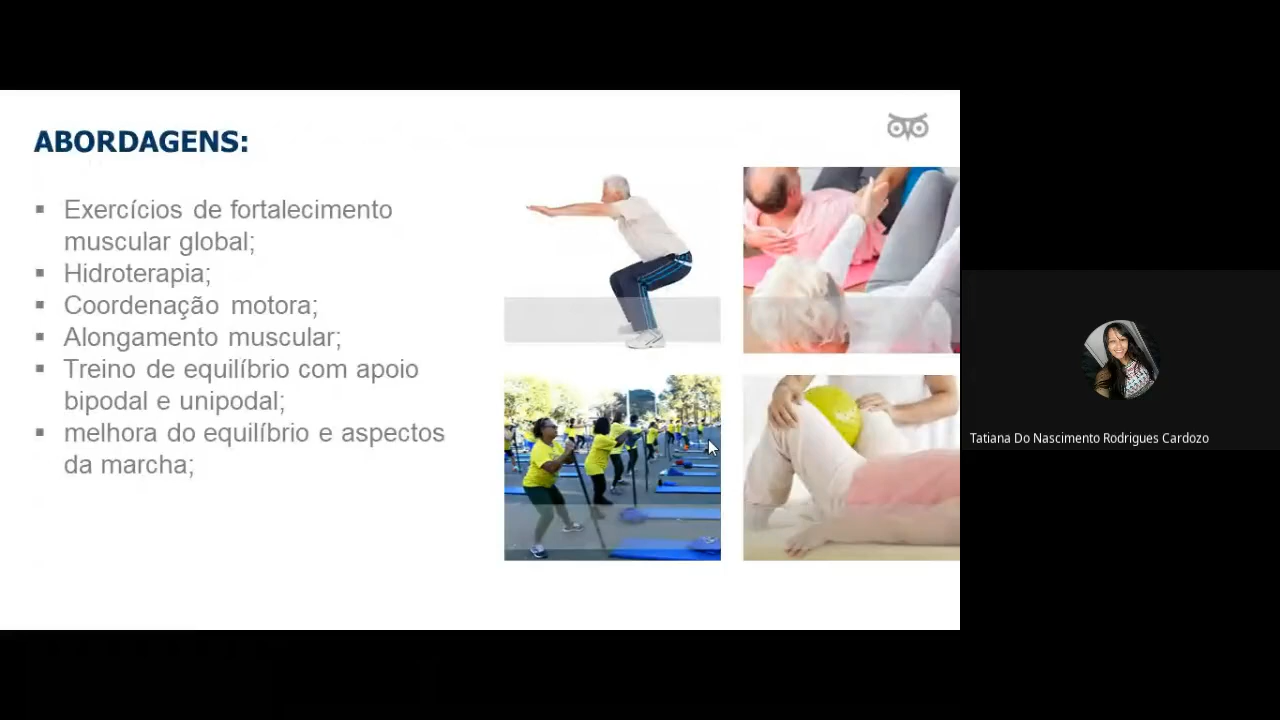 ABORDAGENS:
Exercícios de fortalecimento
muscular global;
Hidroterapia;
Coordenação motora;
Alongamento muscular;
Treino de equilíbrio com apoio
bipodal e unipodal;
melhora do equilíbrio e aspectos
da marcha;
Tatiana Do Nascimento Rodrigues Cardozo